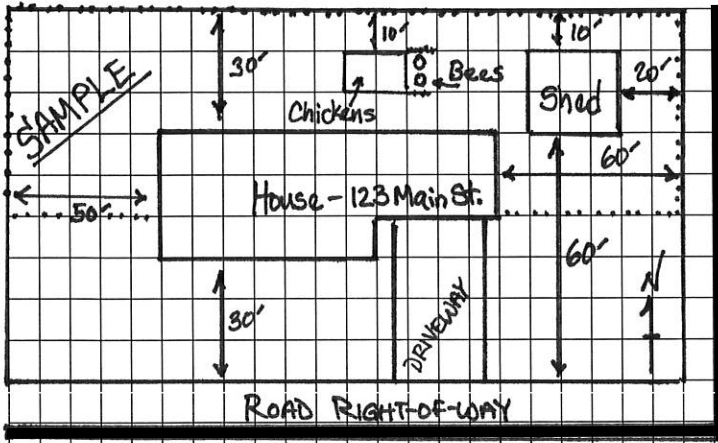 10′
10′
30′
Bees
20′
SAMPLE
Chickens
Shed
60′
House - 123 Main St.
50′
60′
N
30′
DRIVEWAY
ROAD RIGHT-OF-WAY